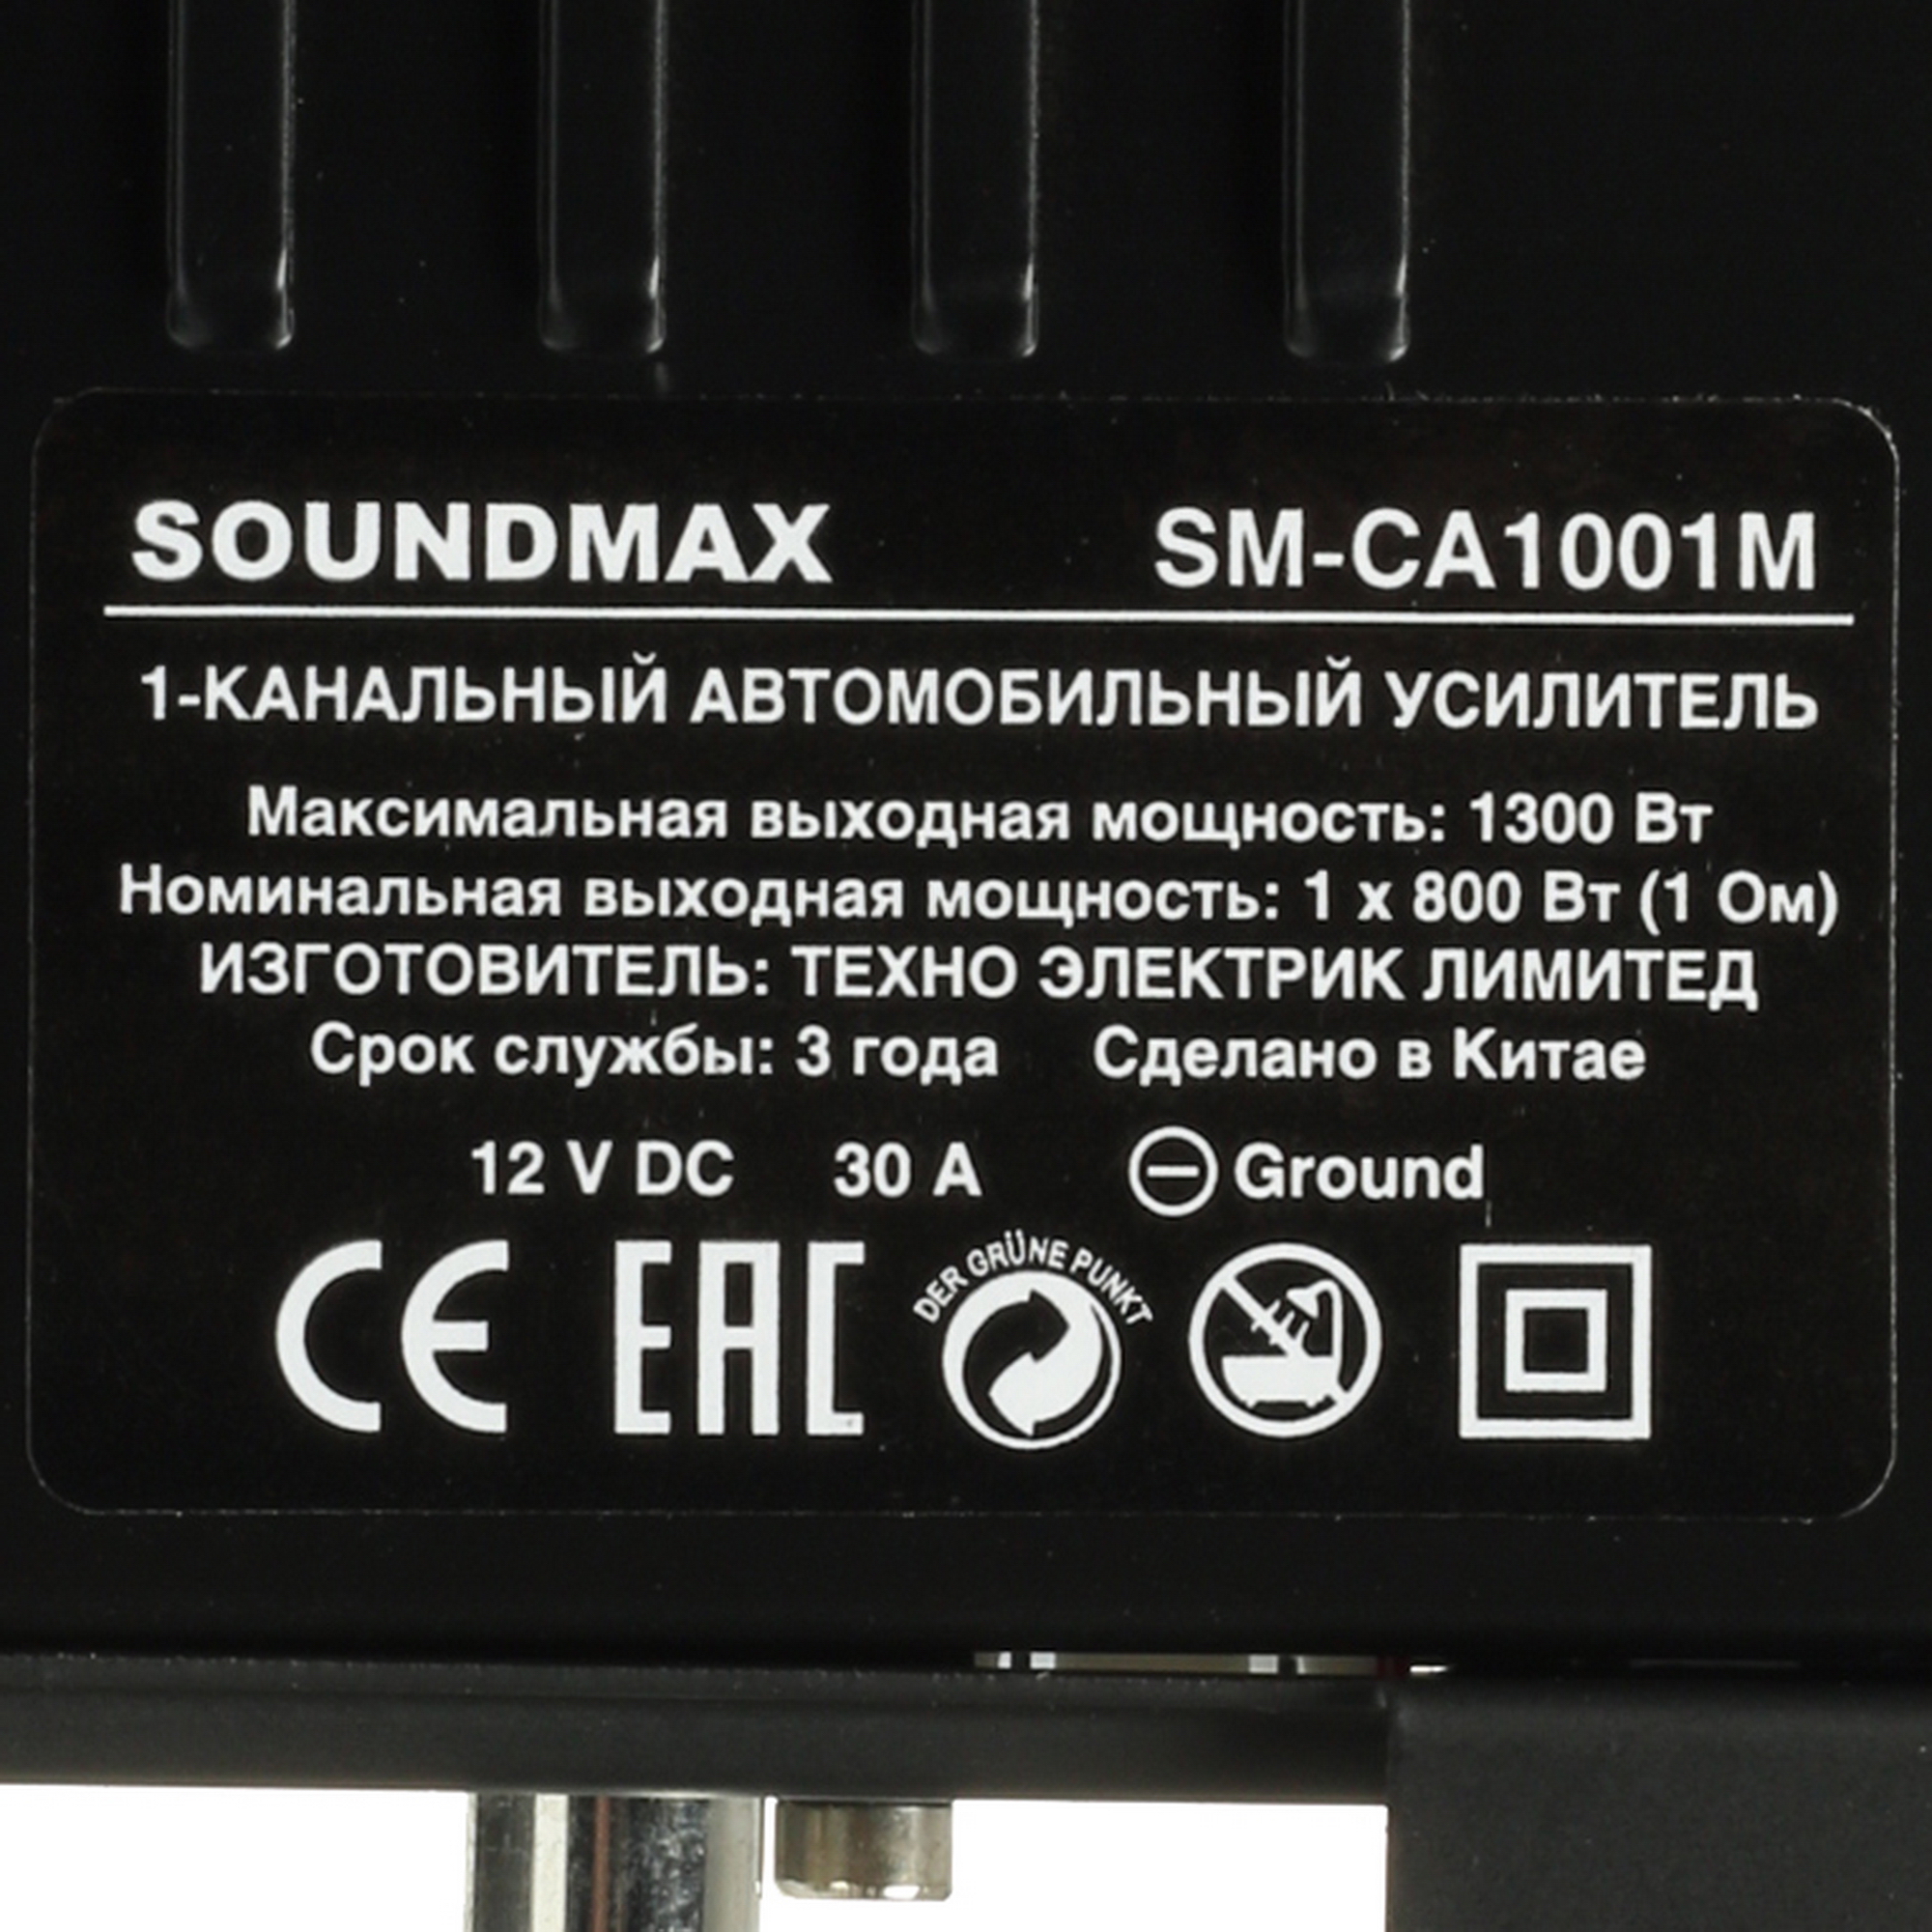 SOUNDMAX SM-CA1001M
1-КАНАЛЬНЫЙ АВТОМОБИЛЬНЫЙ УСИЛИТЕЛЬ
Максимальная выходная мощность: 1300 Вт
Номинальная выходная мощность: 1 x 800 Вт (1 Ом)
ИЗГОТОВИТЕЛЬ: ТЕХНО ЭЛЕКТРИК ЛИМИТЕД
Срок службы: 3 года Сделано в Китае
12 V DC 30 A Ground
CE EAC DER GRÜNE PUNKT